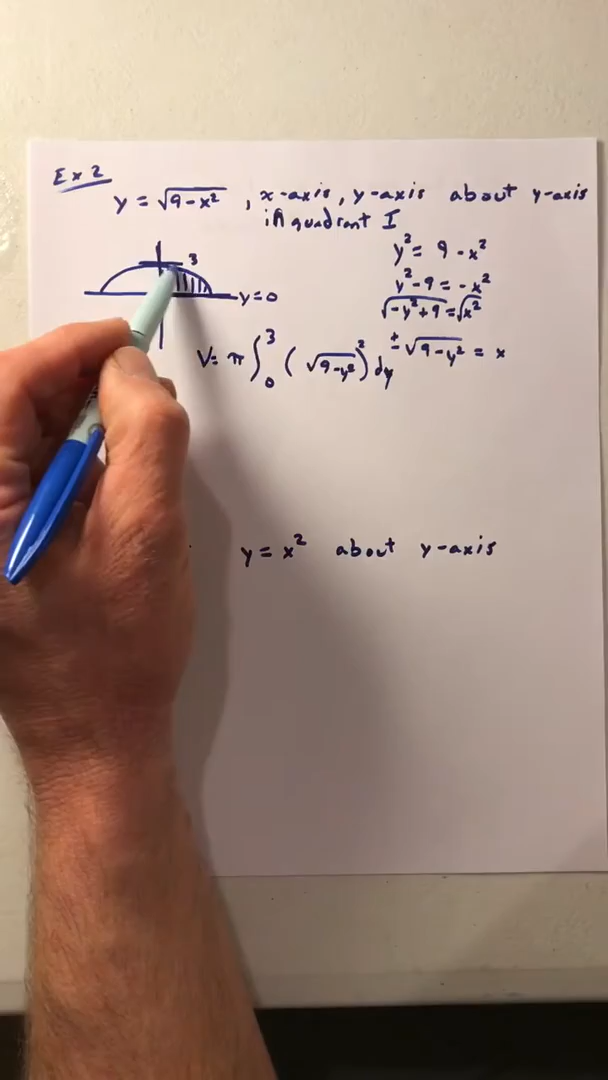 Ex 2
y = √9-x² , x-axis, y-axis about y-axis
in quadrant I
y² = 9 - x²
y² - 9 = -x²
√-y²+9 = √x²
± √9-y² = x
3
y=0
V= π ∫₀³ (√9-y²)² dy
y = x² about y-axis